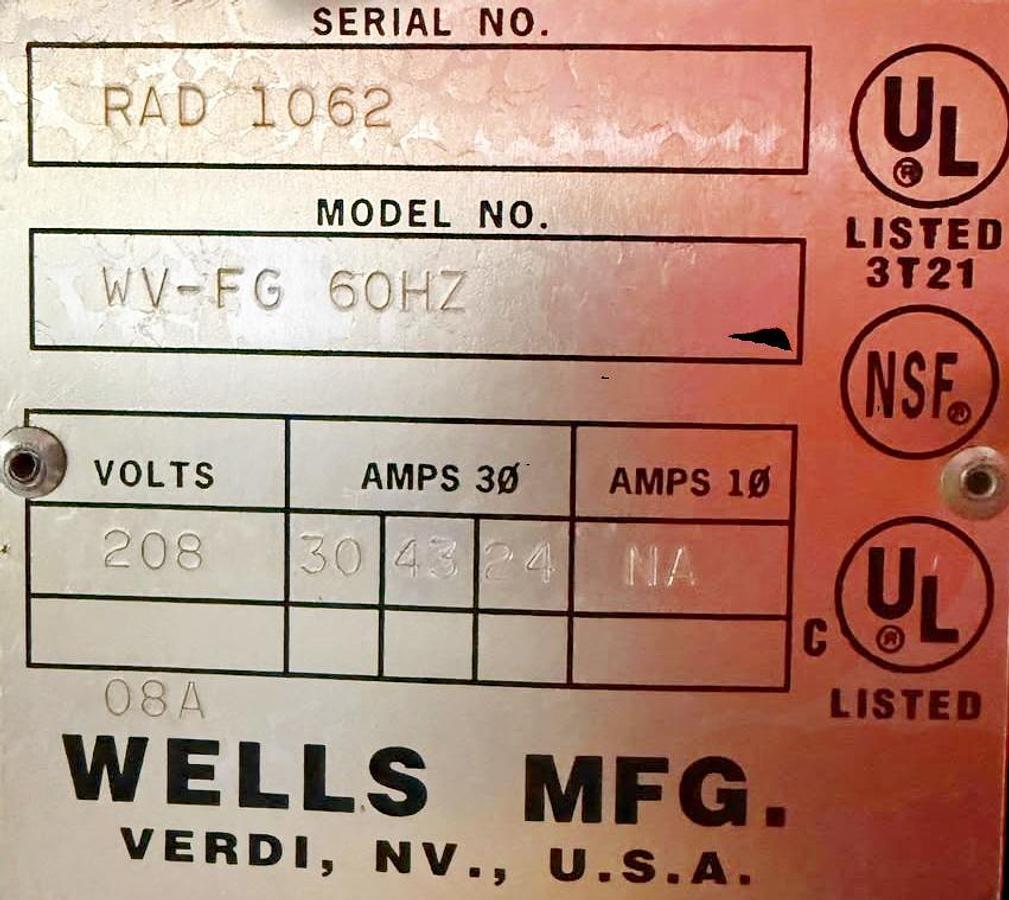 SERIAL NO.
RAD 1062
MODEL NO.
WV-FG 60HZ
UL ®
LISTED
3T21
NSF®
VOLTS AMPS 3Ø AMPS 1Ø
208 30 43 24 NA
C UL ®
LISTED
08A
WELLS MFG.
VERDI, NV., U.S.A.